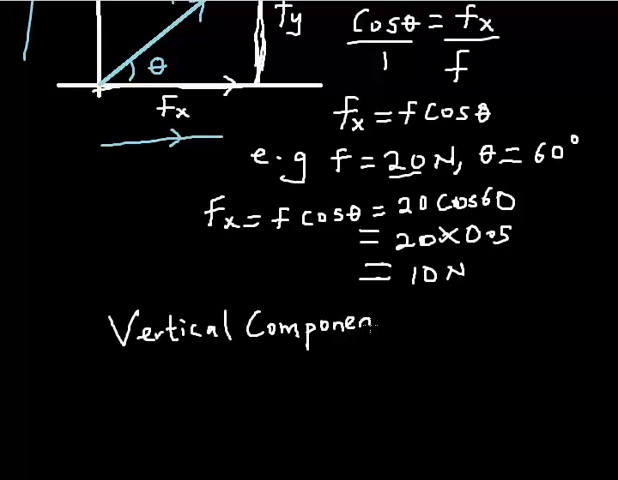 fy
Cosθ = fx
1 f
θ
Fx
fx = f Cosθ
e.g f = 20N, θ = 60°
fx = f cosθ = 20 cos60
= 20×0.5
= 10N
Vertical Componen